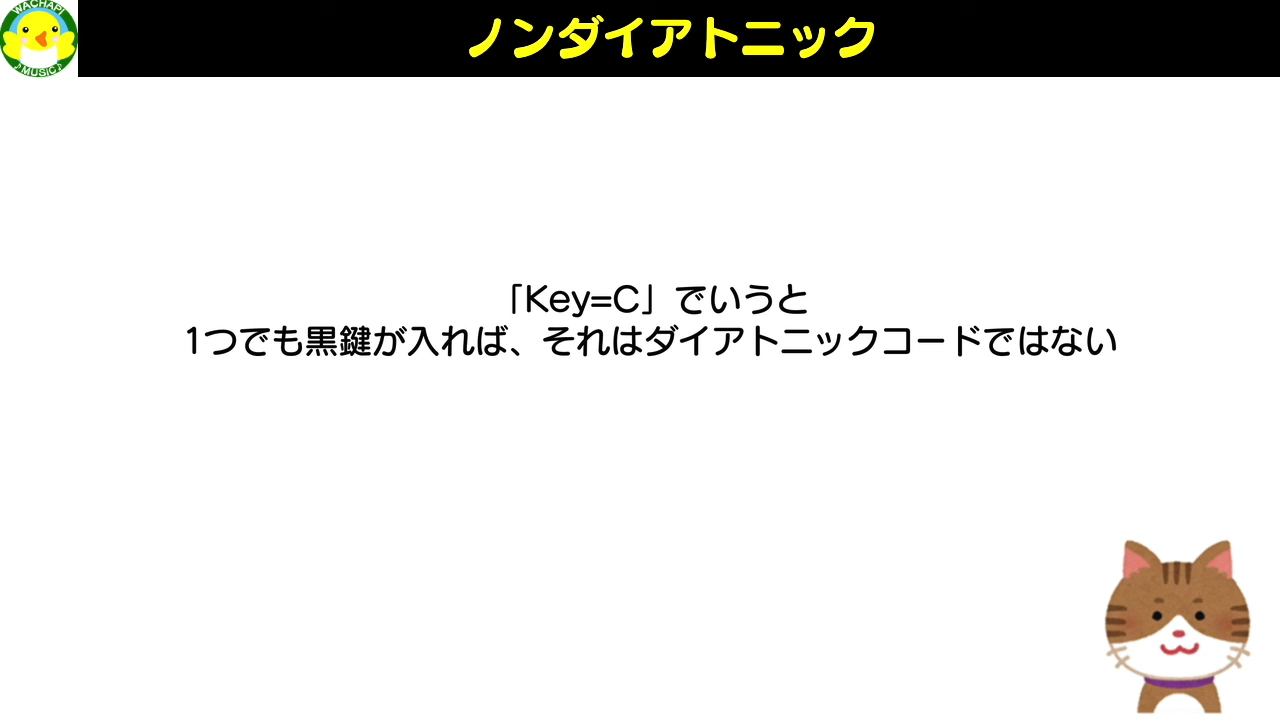 WACHAPI
♪MUSIC♪
ノンダイアトニック
「Key=C」でいうと
1つでも黒鍵が入れば、それはダイアトニックコードではない